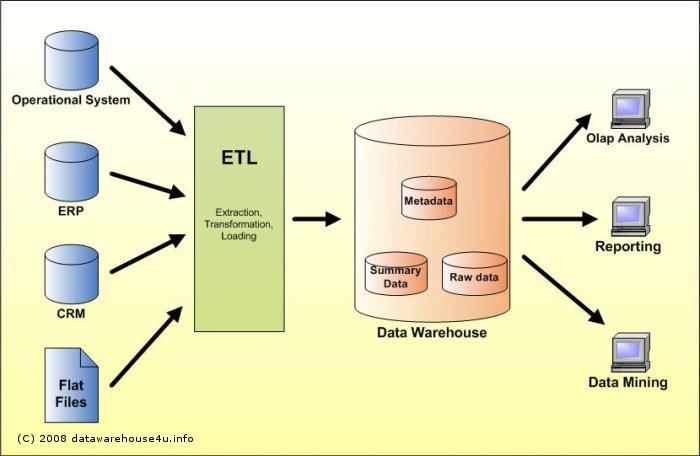 Operational System
ERP
CRM
Flat
Files
ETL
Extraction,
Transformation,
Loading
Metadata
Summary
Data
Raw data
Data Warehouse
Olap Analysis
Reporting
Data Mining
(C) 2008 datawarehouse4u.info